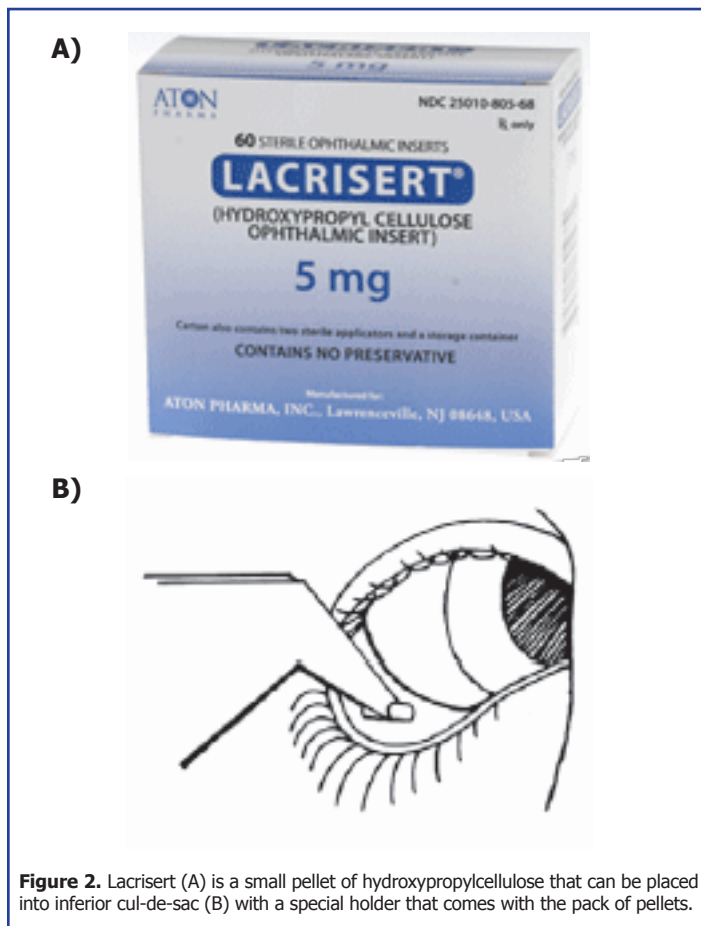 A)
5 mg
ATON
PHARMA
NDC 25010-805-68
℞ only
60 STERILE OPHTHALMIC INSERTS
LACRISERT®
(HYDROXYPROPYL CELLULOSE
OPHTHALMIC INSERT)
5 mg
Carton also contains two sterile applicators and a storage container
CONTAINS NO PRESERVATIVE
Manufactured for:
ATON PHARMA, INC., Lawrenceville, NJ 08648, USA
B)
Figure 2. Lacrisert (A) is a small pellet of hydroxypropylcellulose that can be placed
into inferior cul-de-sac (B) with a special holder that comes with the pack of pellets.